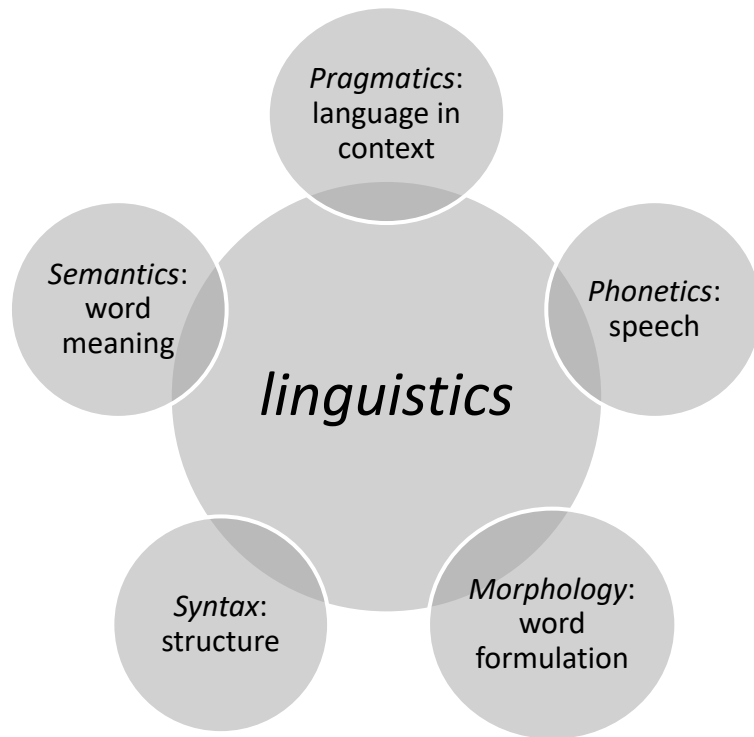 Pragmatics:
language in
context
Phonetics:
speech
Morphology:
word
formulation
Syntax:
structure
Semantics:
word
meaning
linguistics